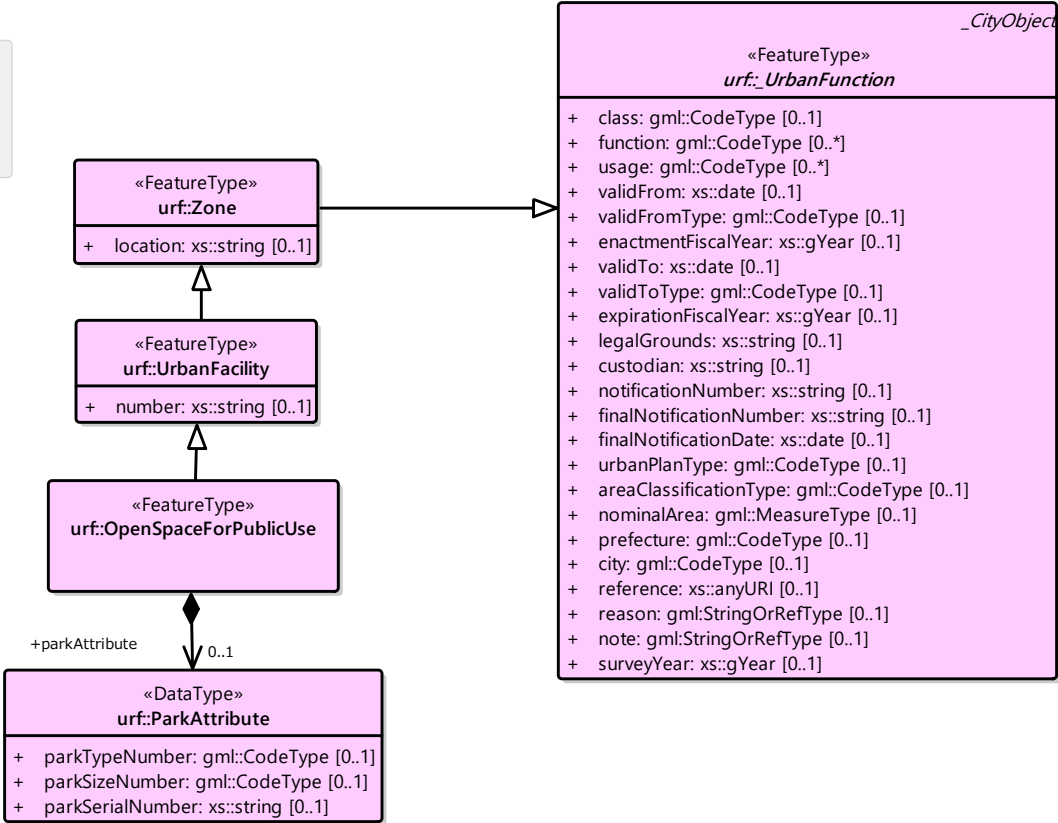 _CityObject
«FeatureType»
urf::_UrbanFunction
+ class: gml::CodeType [0..1]
+ function: gml::CodeType [0..*]
+ usage: gml::CodeType [0..*]
+ validFrom: xs::date [0..1]
+ validFromType: gml::CodeType [0..1]
+ enactmentFiscalYear: xs::gYear [0..1]
+ validTo: xs::date [0..1]
+ validToType: gml::CodeType [0..1]
+ expirationFiscalYear: xs::gYear [0..1]
+ legalGrounds: xs::string [0..1]
+ custodian: xs::string [0..1]
+ notificationNumber: xs::string [0..1]
+ finalNotificationNumber: xs::string [0..1]
+ finalNotificationDate: xs::date [0..1]
+ urbanPlanType: gml::CodeType [0..1]
+ areaClassificationType: gml::CodeType [0..1]
+ nominalArea: gml::MeasureType [0..1]
+ prefecture: gml::CodeType [0..1]
+ city: gml::CodeType [0..1]
+ reference: xs::anyURI [0..1]
+ reason: gml:StringOrRefType [0..1]
+ note: gml:StringOrRefType [0..1]
+ surveyYear: xs::gYear [0..1]
«FeatureType»
urf::Zone
+ location: xs::string [0..1]
«FeatureType»
urf::UrbanFacility
+ number: xs::string [0..1]
«FeatureType»
urf::OpenSpaceForPublicUse
+parkAttribute
0..1
«DataType»
urf::ParkAttribute
+ parkTypeNumber: gml::CodeType [0..1]
+ parkSizeNumber: gml::CodeType [0..1]
+ parkSerialNumber: xs::string [0..1]